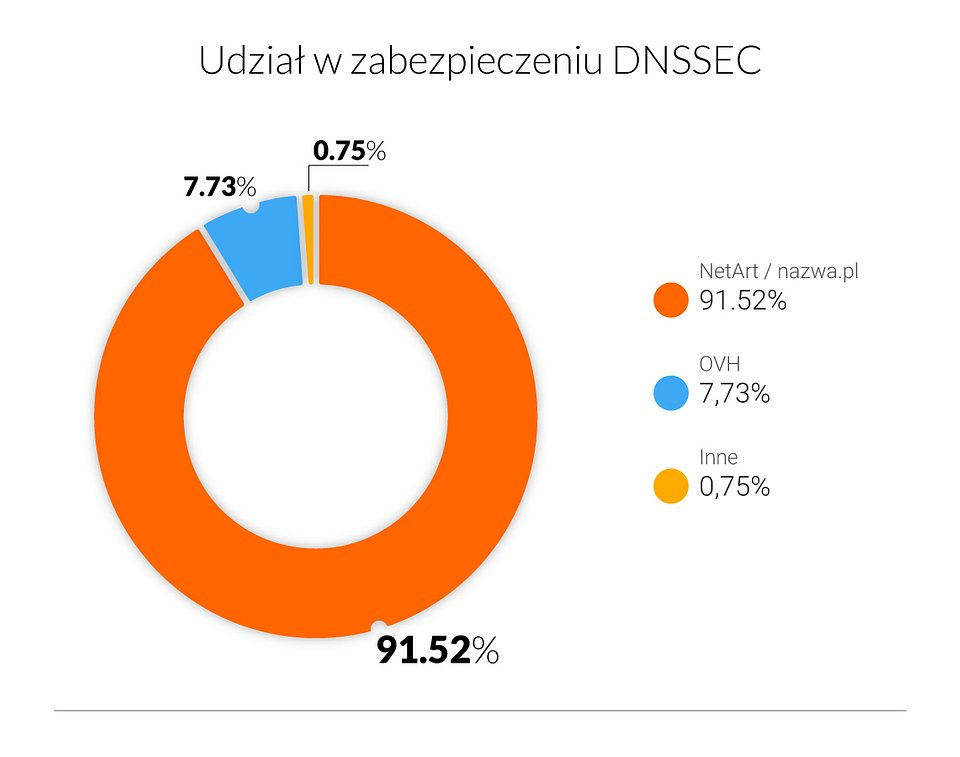 Udział w zabezpieczeniu DNSSEC
0.75%
7.73%
NetArt / nazwa.pl
91.52%
OVH
7,73%
Inne
0,75%
91.52%